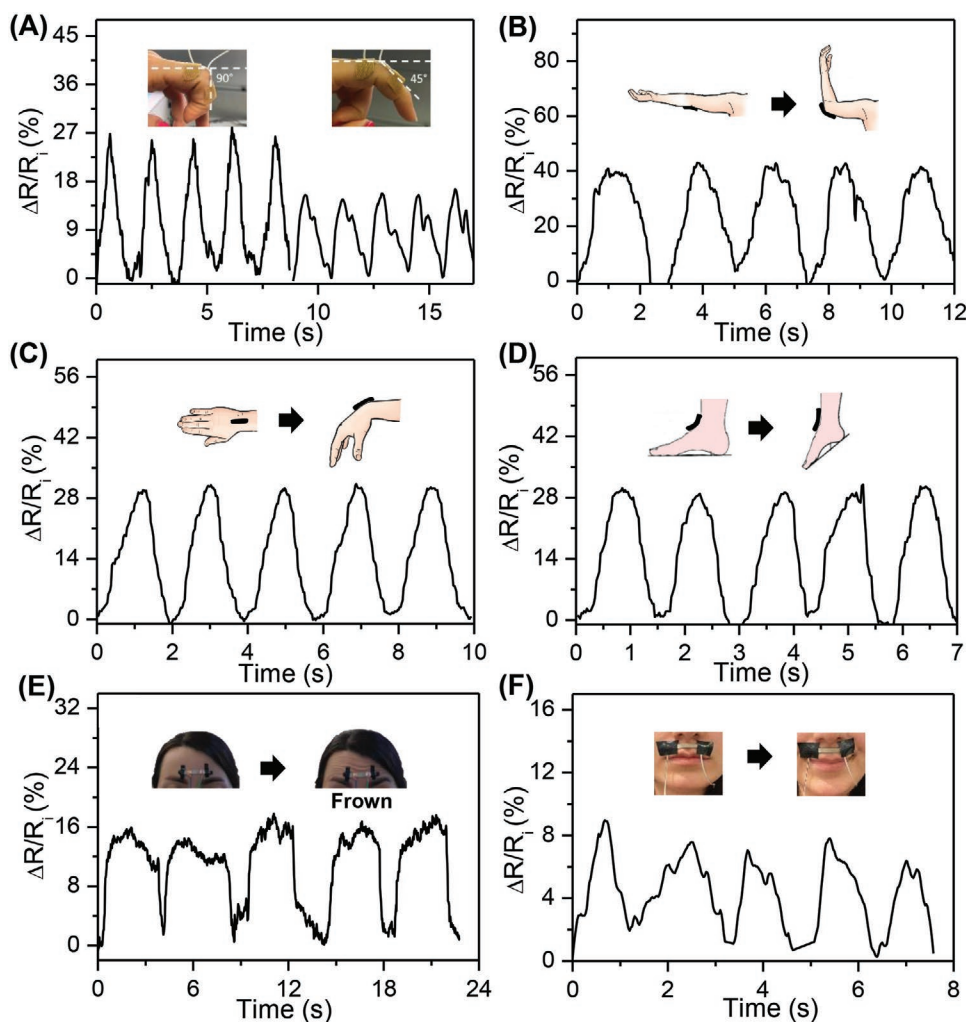 (A)
45
36
27
18
9
0
ΔR/Rᵢ (%)
90°
45°
0 5 10 15
Time (s)
(B)
80
60
40
20
0
ΔR/Rᵢ (%)
0 2 4 6 8 10 12
Time (s)
(C)
56
42
28
14
0
ΔR/Rᵢ (%)
0 2 4 6 8 10
Time (s)
(D)
56
42
28
14
0
ΔR/Rᵢ (%)
0 1 2 3 4 5 6 7
Time (s)
(E)
32
24
16
8
0
ΔR/Rᵢ (%)
Frown
0 6 12 18 24
Time (s)
(F)
16
12
8
4
0
ΔR/Rᵢ (%)
0 2 4 6 8
Time (s)